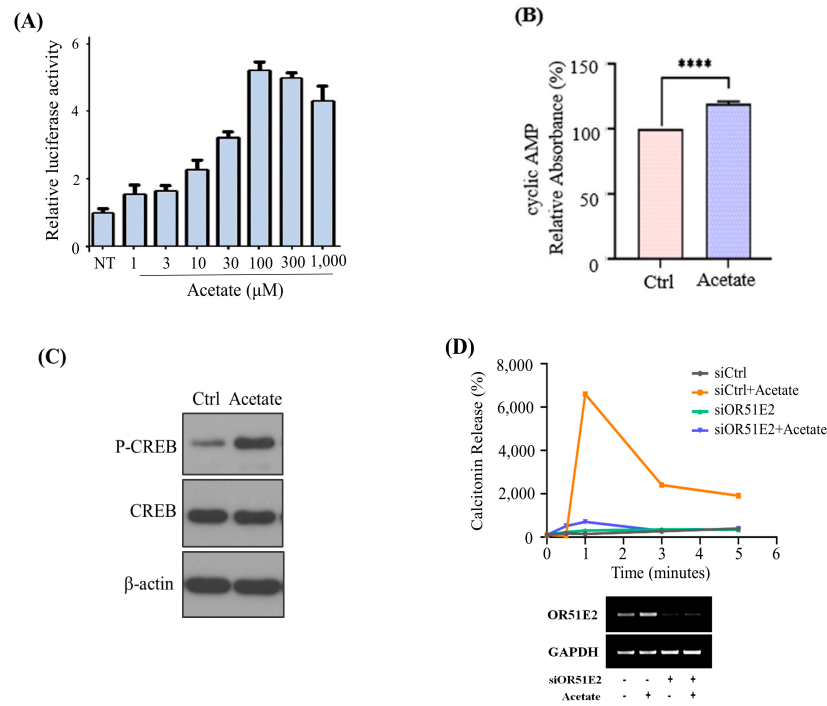 (A)
Relative luciferase activity
6
4
2
0
NT 1 3 10 30 100 300 1,000
Acetate (µM)
(B)
cyclic AMP
Relative Absorbance (%)
150
100
50
0
****
Ctrl Acetate
(C)
Ctrl Acetate
P-CREB
CREB
β-actin
(D)
Calcitonin Release (%)
8,000
6,000
4,000
2,000
0
siCtrl
siCtrl+Acetate
siOR51E2
siOR51E2+Acetate
0 1 2 3 4 5 6
Time (minutes)
OR51E2
GAPDH
siOR51E2 - - + +
Acetate - + - +